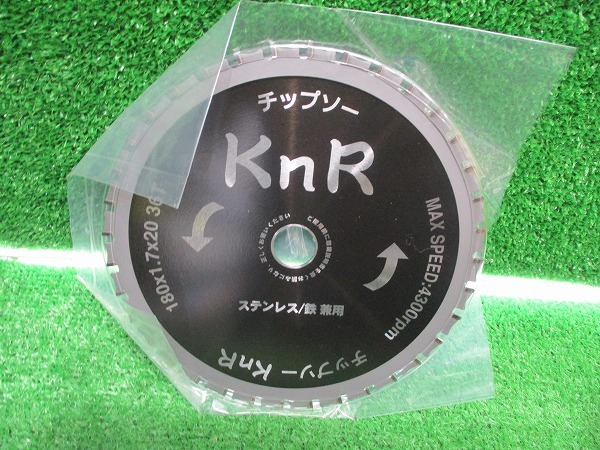 チップソー
KnR
MAX SPEED:4300rpm
180x1.7x20 36T
ステンレス/鉄 兼用
チップソー KnR